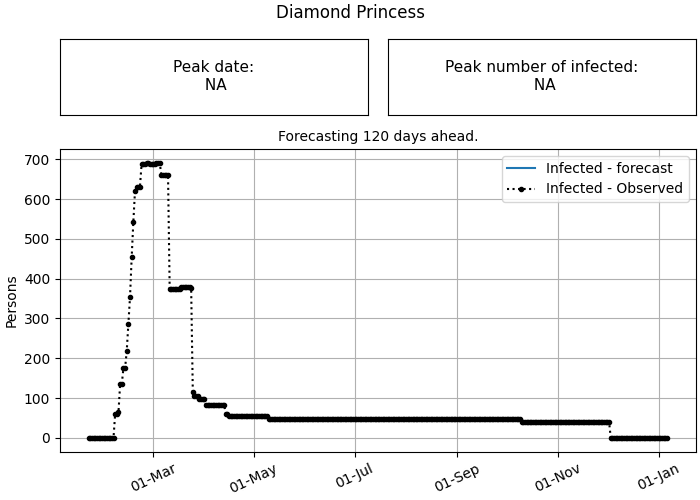 Diamond Princess
Peak date:
NA
Peak number of infected:
NA
Forecasting 120 days ahead.
Infected - forecast
Infected - Observed
Persons
700
600
500
400
300
200
100
0
01-Mar
01-May
01-Jul
01-Sep
01-Nov
01-Jan